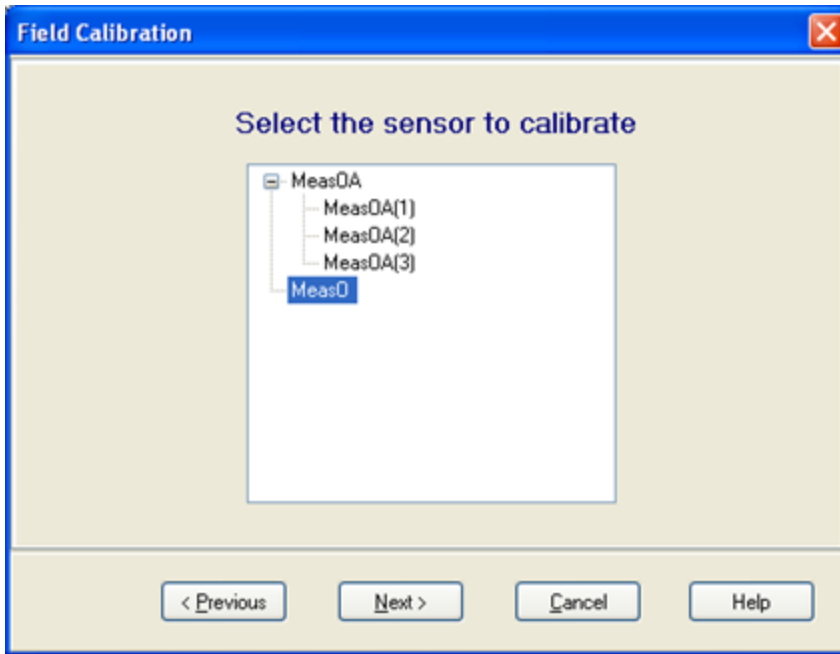 Field Calibration
Select the sensor to calibrate
MeasOA
MeasOA(1)
MeasOA(2)
MeasOA(3)
MeasO
< Previous
Next >
Cancel
Help